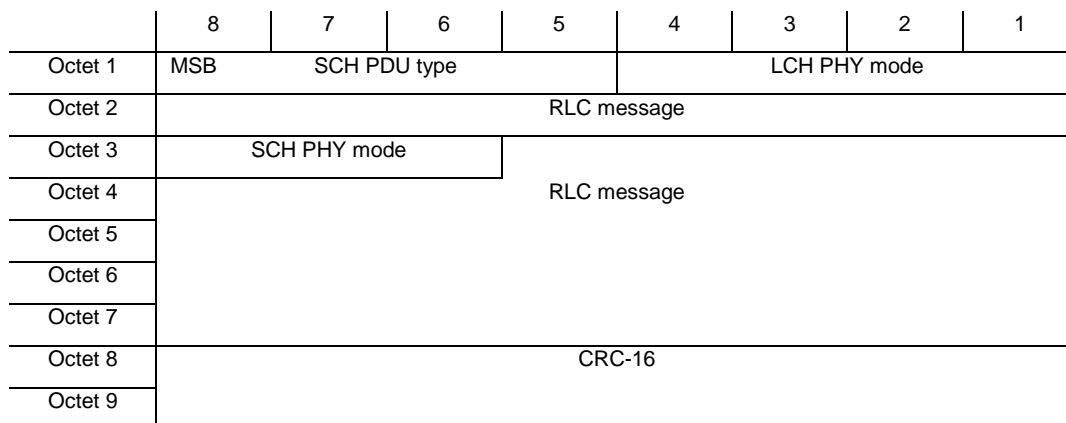 8 7 6 5 4 3 2 1
Octet 1 MSB SCH PDU type LCH PHY mode
Octet 2 RLC message
Octet 3 SCH PHY mode
Octet 4 RLC message
Octet 5
Octet 6
Octet 7
Octet 8 CRC-16
Octet 9